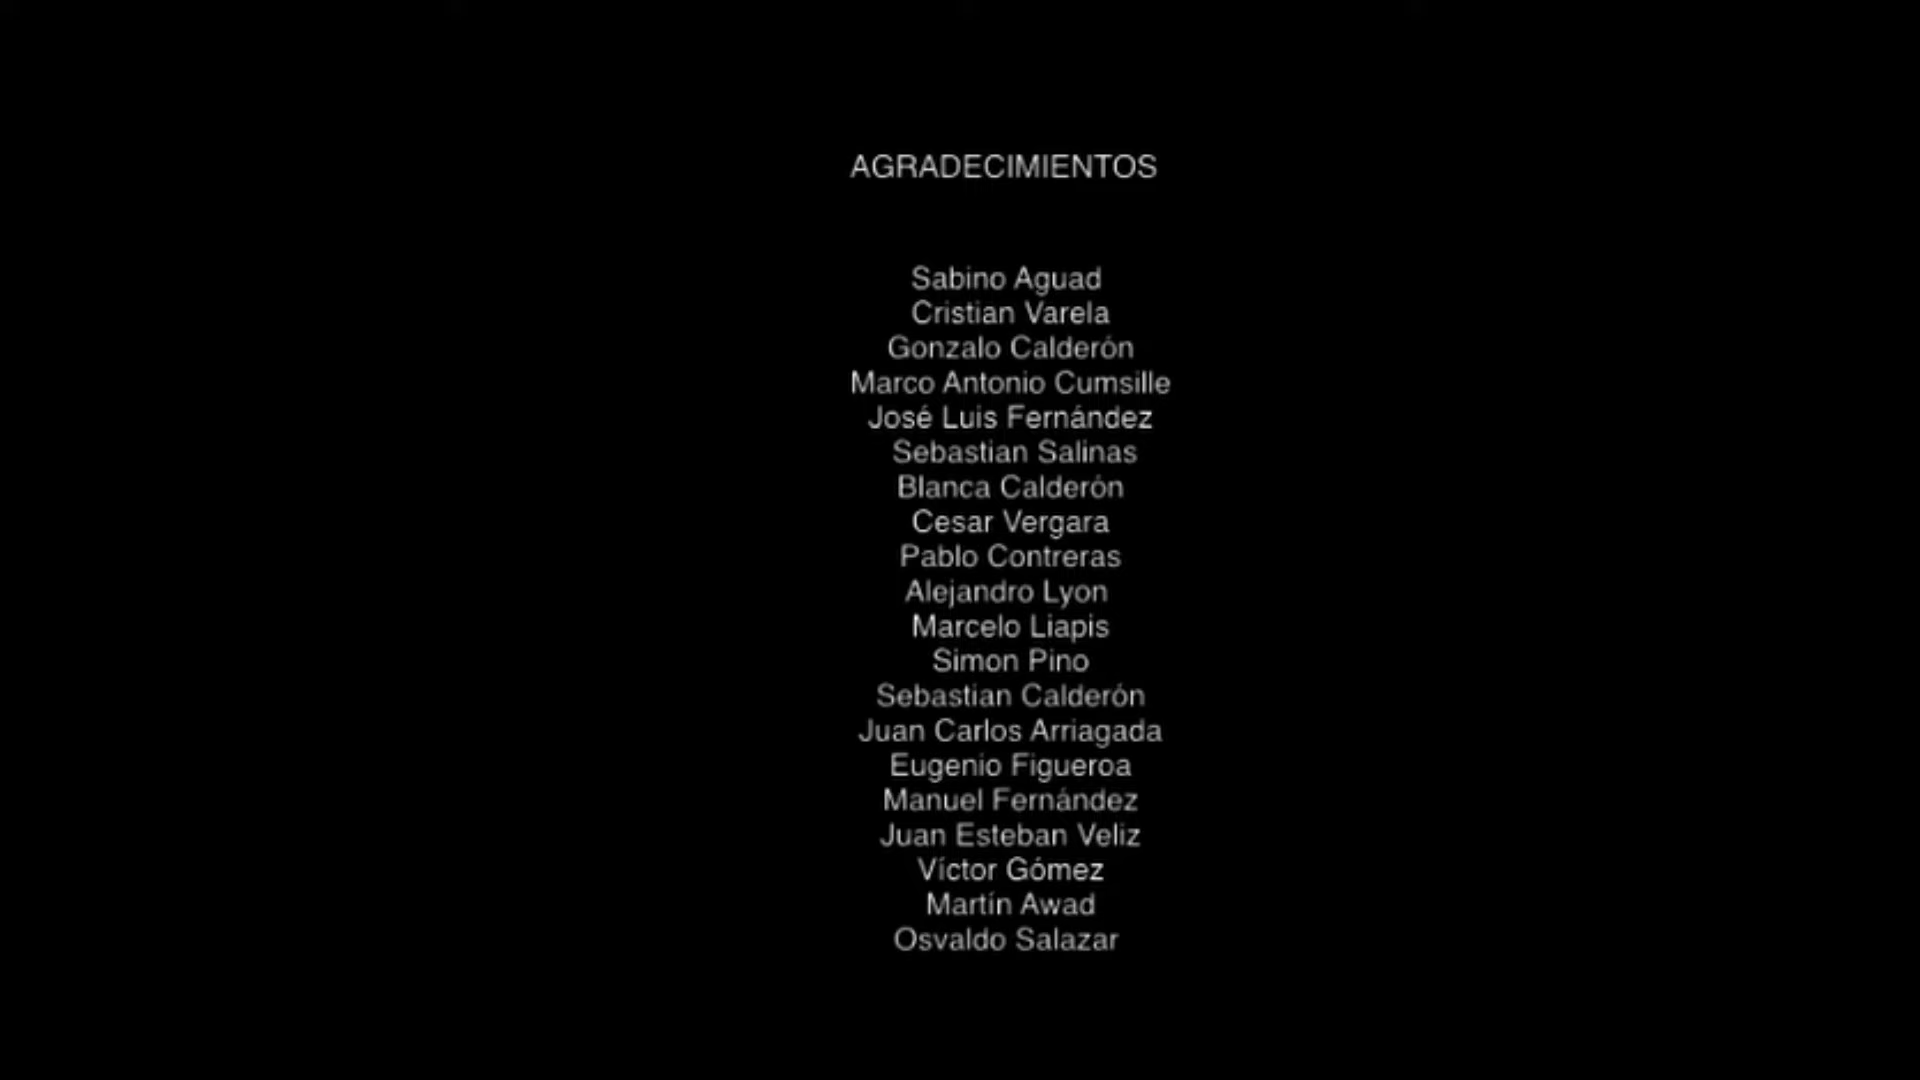 AGRADECIMIENTOS
Sabino Aguad
Cristian Varela
Gonzalo Calderón
Marco Antonio Cumsille
José Luis Fernández
Sebastian Salinas
Blanca Calderón
Cesar Vergara
Pablo Contreras
Alejandro Lyon
Marcelo Liapis
Simon Pino
Sebastian Calderón
Juan Carlos Arriagada
Eugenio Figueroa
Manuel Fernández
Juan Esteban Veliz
Víctor Gómez
Martín Awad
Osvaldo Salazar